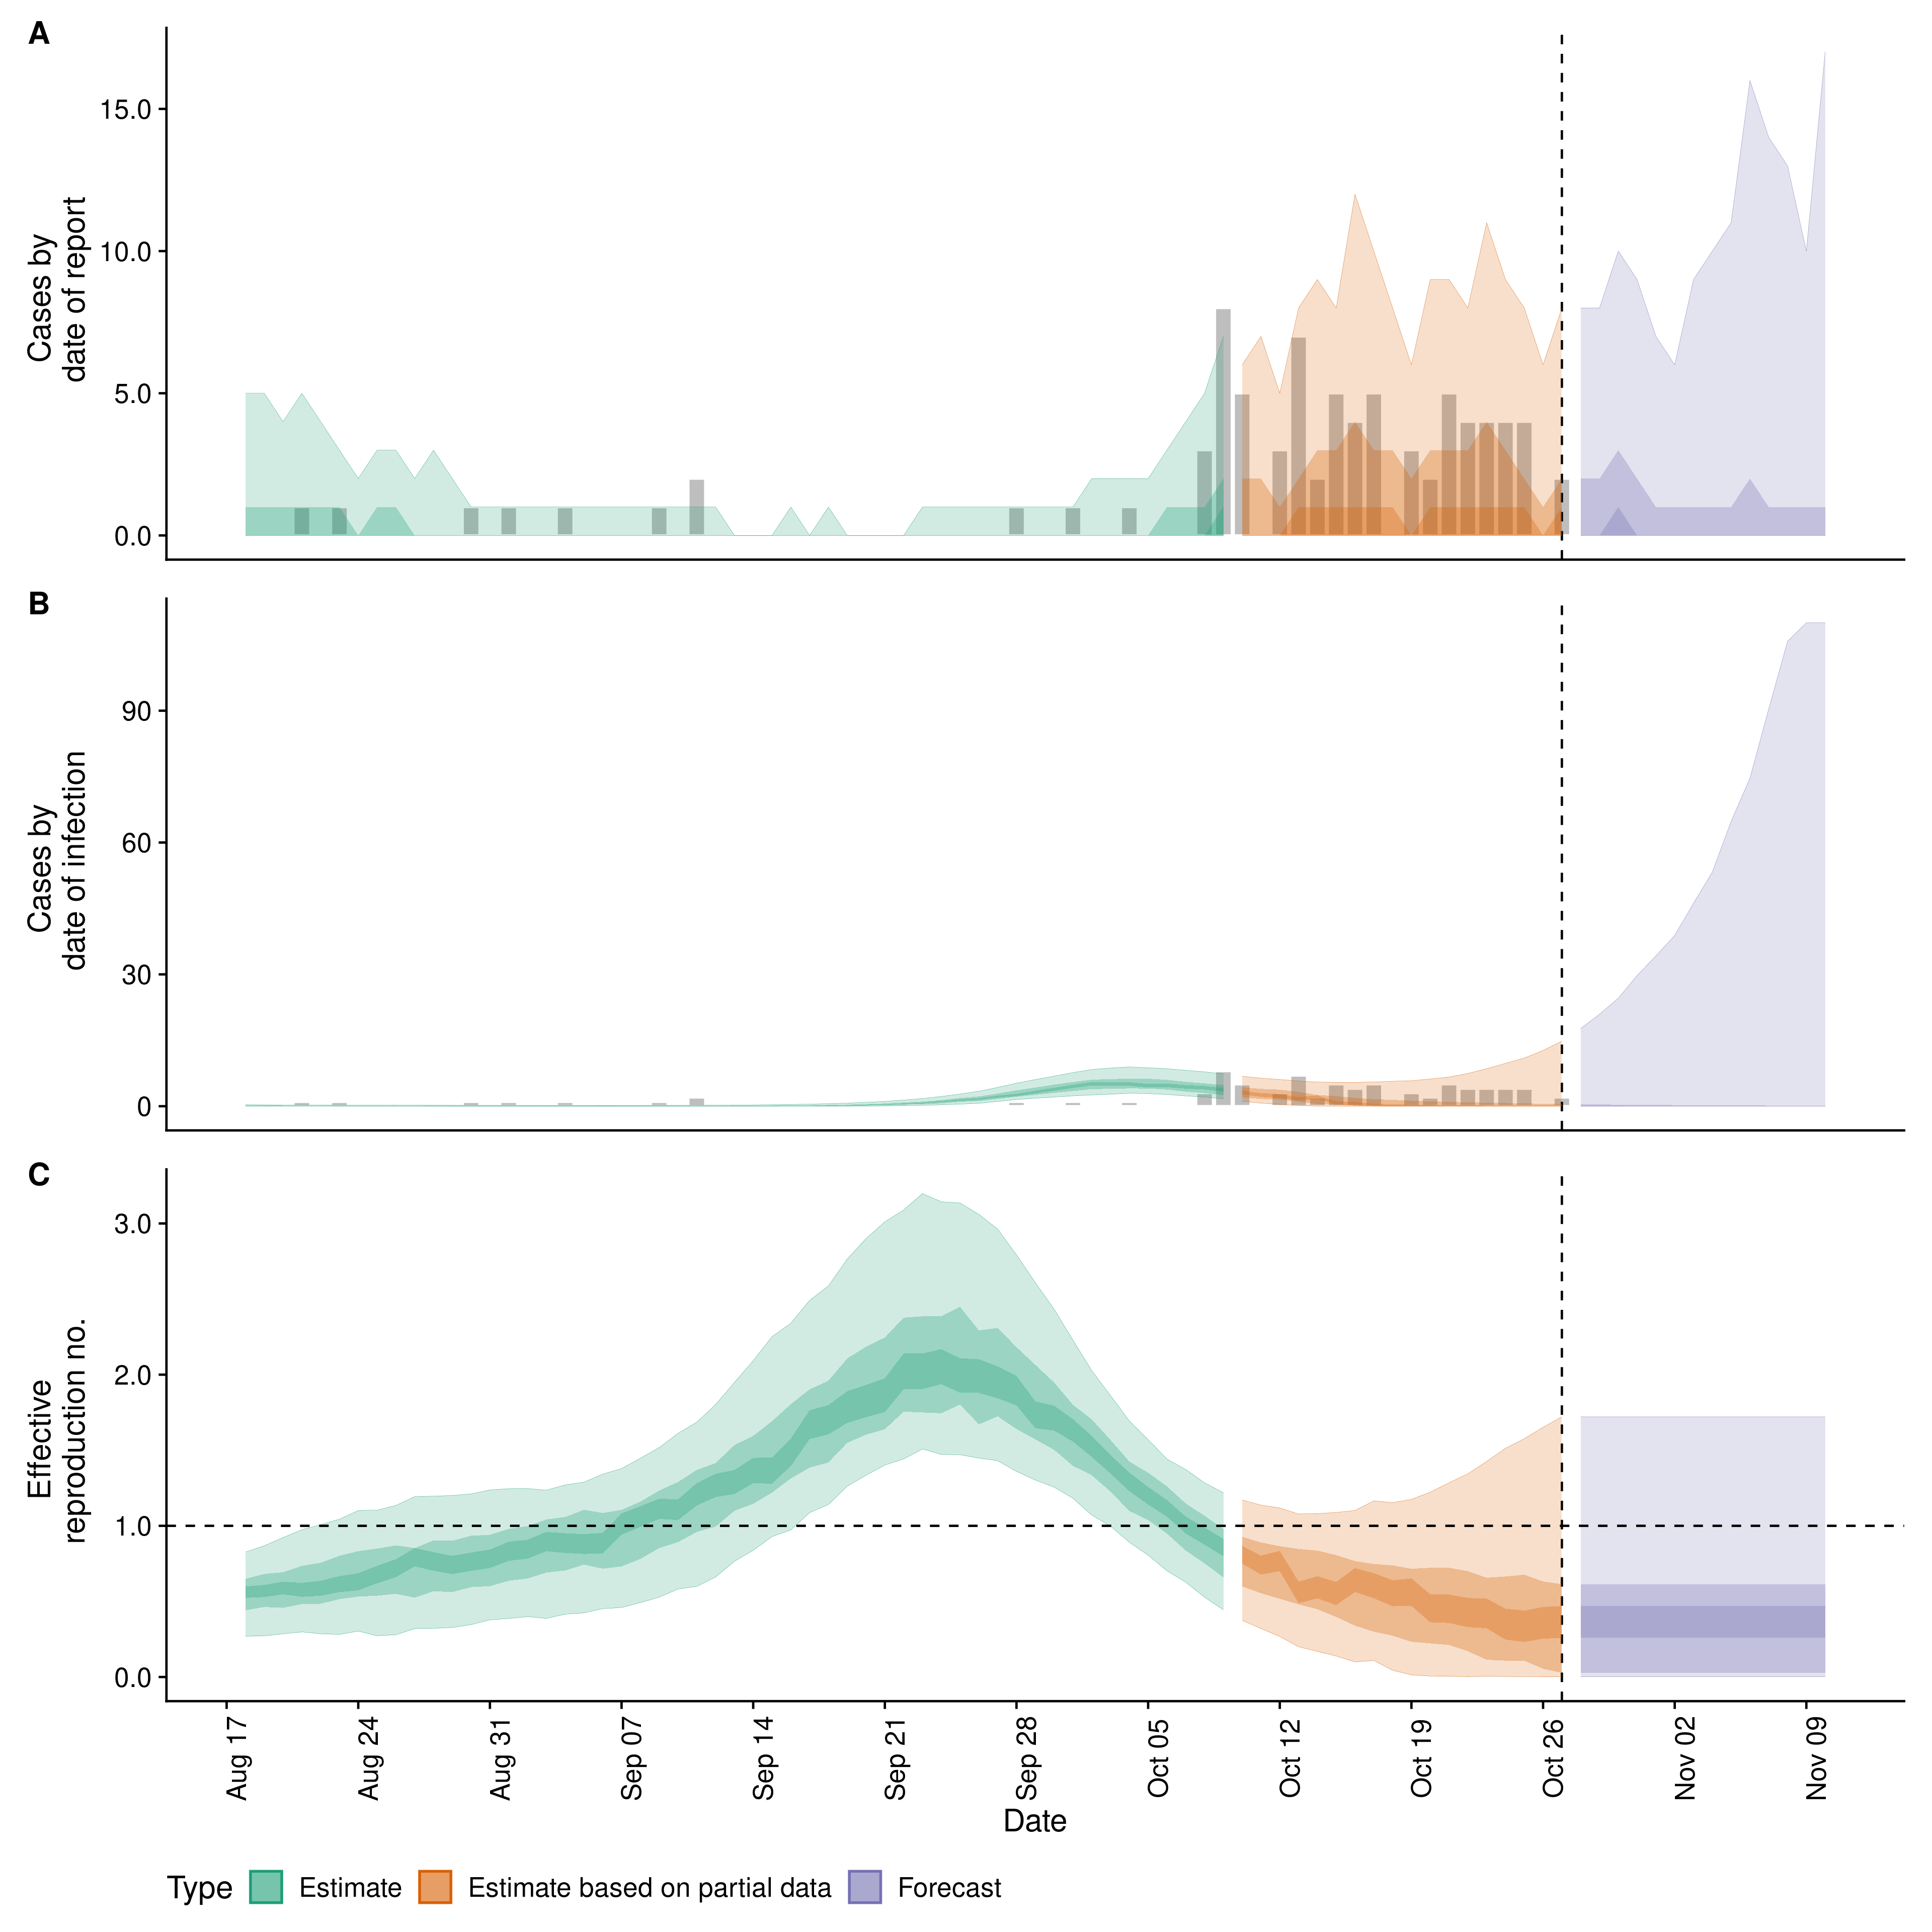 A
15.0
10.0
5.0
0.0
Cases by
date of report
B
90
60
30
0
Cases by
date of infection
C
3.0
2.0
1.0
0.0
Effective
reproduction no.
Aug 17
Aug 24
Aug 31
Sep 07
Sep 14
Sep 21
Sep 28
Oct 05
Oct 12
Oct 19
Oct 26
Nov 02
Nov 09
Date
Type Estimate Estimate based on partial data Forecast